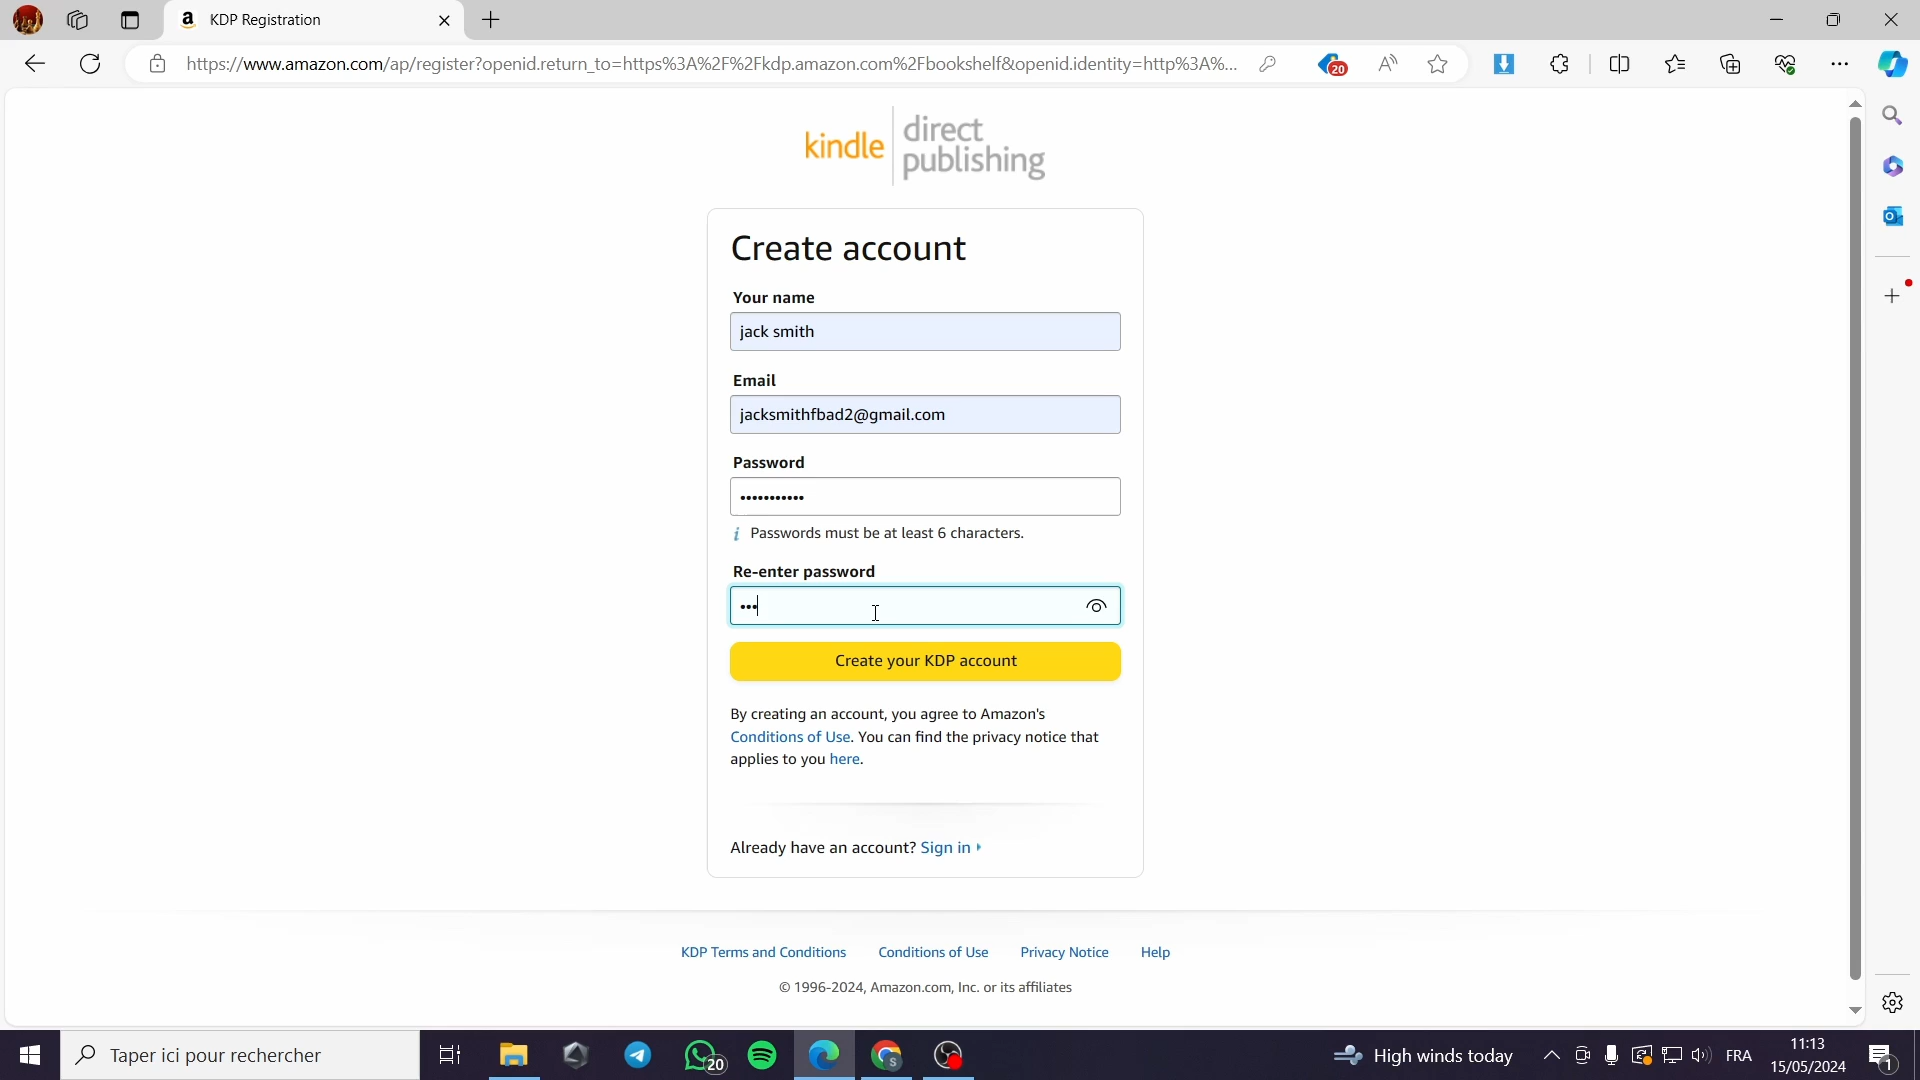 KDP Registration
https://www.amazon.com/ap/register?openid.return_to=https%3A%2F%2Fkdp.amazon.com%2Fbookshelf&openid.identity=http%3A%...
20
kindle direct publishing
Create account
Your name
jack smith
Email
jacksmithfbad2@gmail.com
Password
•••••••••••
i Passwords must be at least 6 characters.
Re-enter password
•••
Create your KDP account
By creating an account, you agree to Amazon's
Conditions of Use. You can find the privacy notice that
applies to you here.
Already have an account? Sign in
KDP Terms and Conditions Conditions of Use Privacy Notice Help
© 1996-2024, Amazon.com, Inc. or its affiliates
Taper ici pour rechercher
20
S
High winds today
FRA
11:13
15/05/2024
1